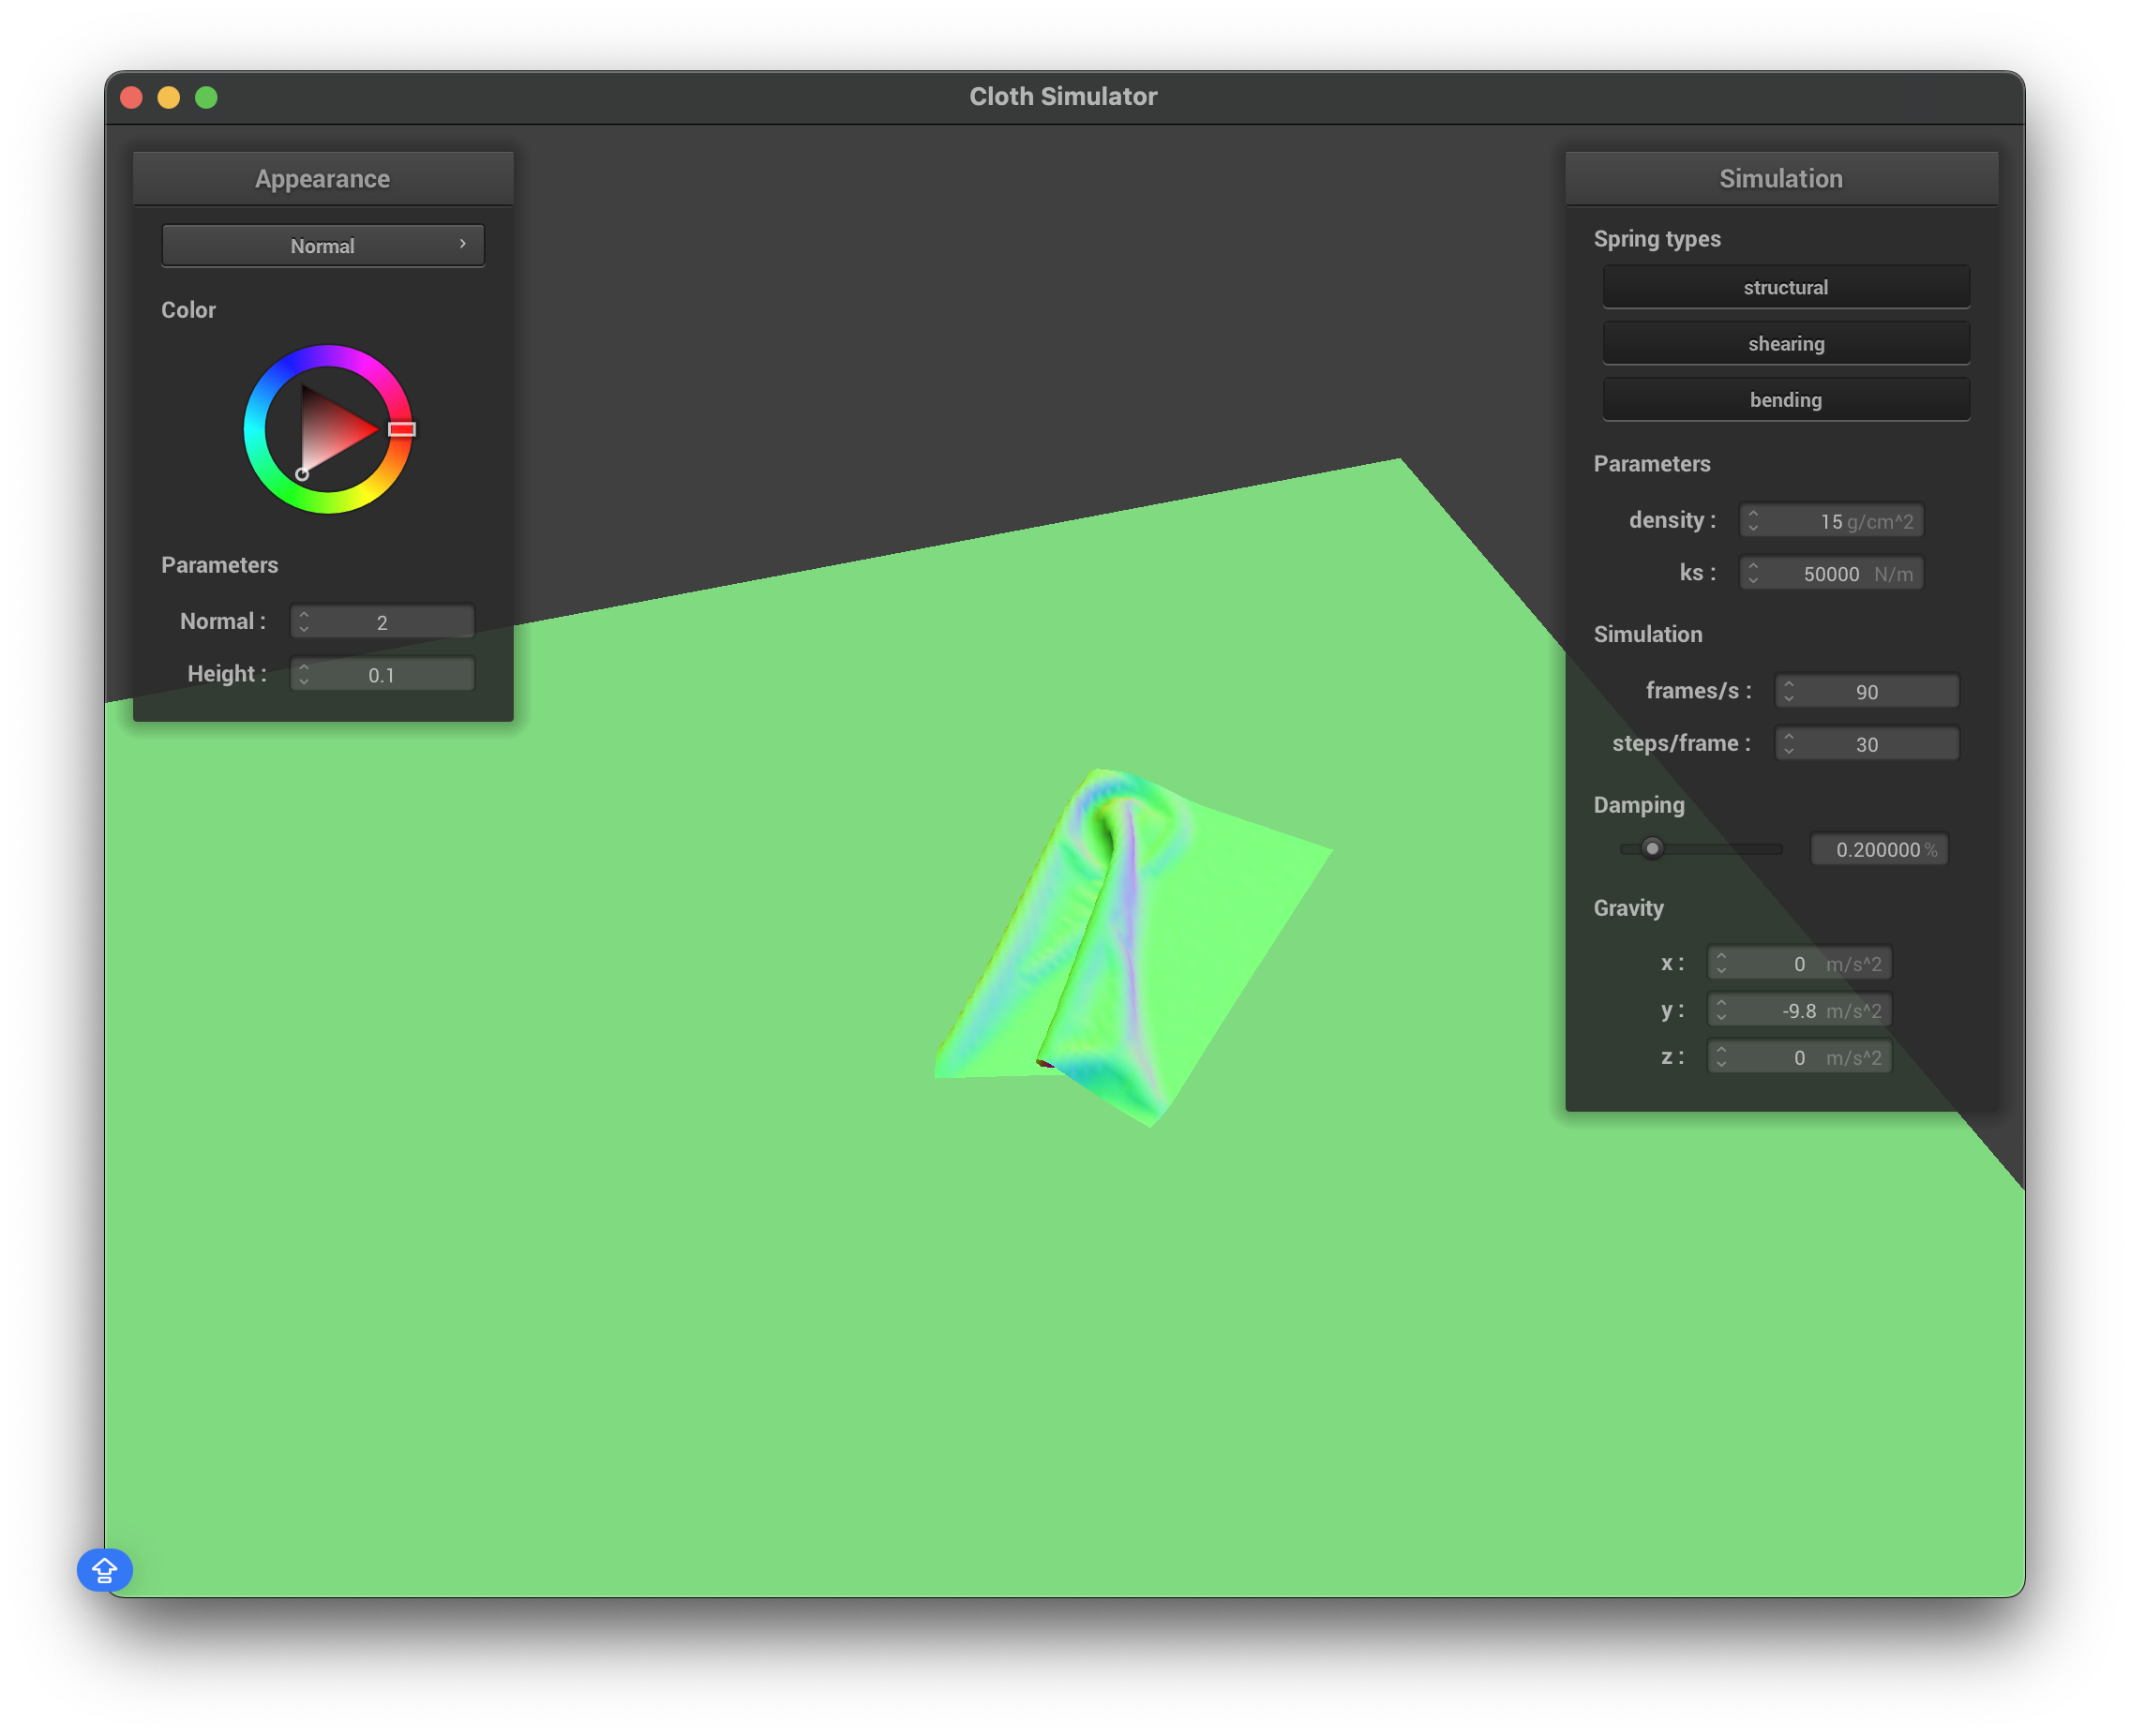 Cloth Simulator
Appearance
Normal
Color
Parameters
Normal : 2
Height : 0.1
Simulation
Spring types
structural
shearing
bending
Parameters
density : 15 g/cm^2
ks : 50000 N/m
Simulation
frames/s : 90
steps/frame : 30
Damping
0.200000 %
Gravity
x : 0 m/s^2
y : -9.8 m/s^2
z : 0 m/s^2